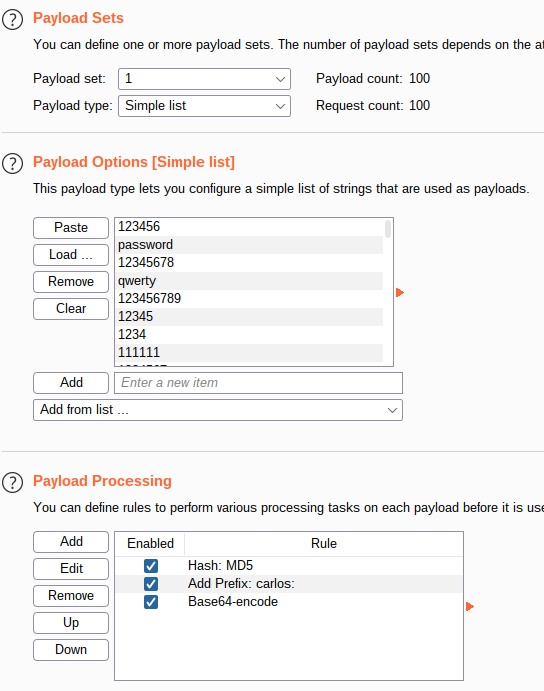 Payload Sets
You can define one or more payload sets. The number of payload sets depends on the at
Payload set: 1 Payload count: 100
Payload type: Simple list Request count: 100
Payload Options [Simple list]
This payload type lets you configure a simple list of strings that are used as payloads.
Paste
Load ...
Remove
Clear
123456
password
12345678
qwerty
123456789
12345
1234
111111
Add Enter a new item
Add from list ...
Payload Processing
You can define rules to perform various processing tasks on each payload before it is use
Add
Edit
Remove
Up
Down
Enabled Rule
Hash: MD5
Add Prefix: carlos:
Base64-encode